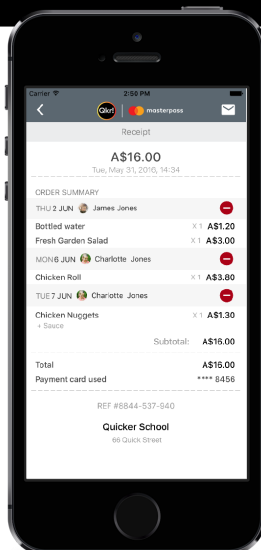 Carrier 2:50 PM
Qkr! masterpass
Receipt
A$16.00
Tue, May 31, 2016, 14:34
ORDER SUMMARY
THU 2 JUN James Jones
Bottled water X 1 A$1.20
Fresh Garden Salad X 1 A$3.00
MON 6 JUN Charlotte Jones
Chicken Roll X 1 A$3.80
TUE 7 JUN Charlotte Jones
Chicken Nuggets X 1 A$1.30
+ Sauce
Subtotal: A$16.00
Total A$16.00
Payment card used **** 8456
REF #6844-537-940
Quicker School
66 Quick Street